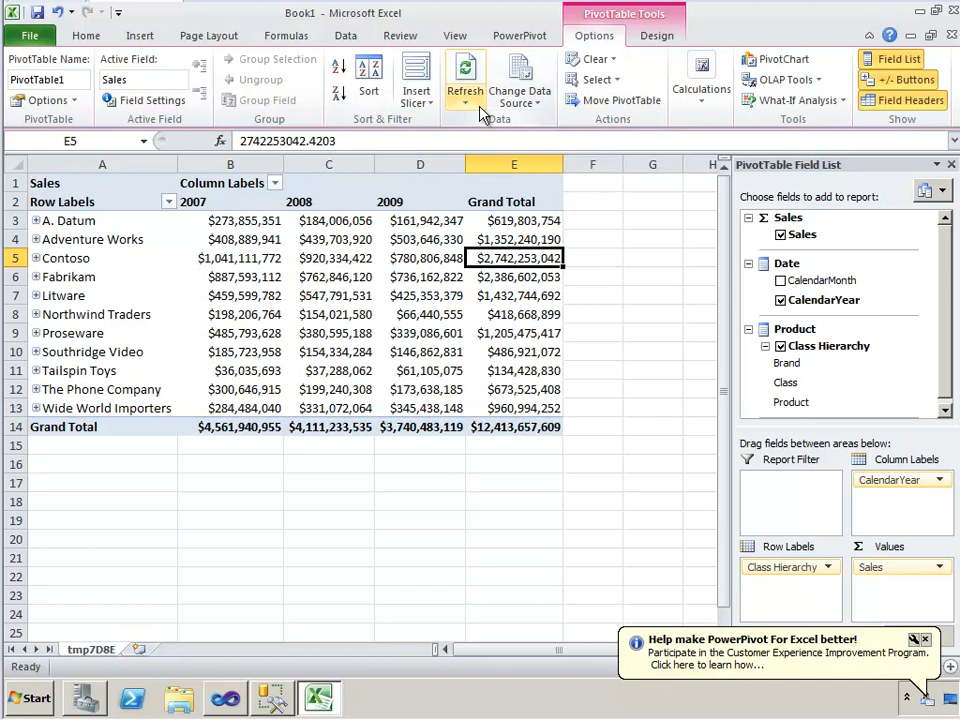 Book1 - Microsoft Excel
PivotTable Tools
File Home Insert Page Layout Formulas Data Review View PowerPivot Options Design
PivotTable Name:
PivotTable1
Options
PivotTable
Active Field:
Sales
Field Settings
Active Field
Group Selection
Ungroup
Group Field
Group
Sort
Insert
Slicer
Sort & Filter
Refresh
Change Data
Source
Data
Clear
Select
Move PivotTable
Actions
Calculations
PivotChart
OLAP Tools
What-If Analysis
Tools
Field List
+/- Buttons
Field Headers
Show
E5 fx 2742253042.4203
A B C D E F G H
1 Sales Column Labels
2 Row Labels 2007 2008 2009 Grand Total
3 A. Datum $273,855,351 $184,006,056 $161,942,347 $619,803,754
4 Adventure Works $408,889,941 $439,703,920 $503,646,330 $1,352,240,190
5 Contoso $1,041,111,772 $920,334,422 $780,806,848 $2,742,253,042
6 Fabrikam $887,593,112 $762,846,120 $736,162,822 $2,386,602,053
7 Litware $459,599,782 $547,791,531 $425,353,379 $1,432,744,692
8 Northwind Traders $198,206,764 $154,021,580 $66,440,555 $418,668,899
9 Proseware $485,793,628 $380,595,188 $339,086,601 $1,205,475,417
10 Southridge Video $185,723,958 $154,334,284 $146,862,831 $486,921,072
11 Tailspin Toys $36,035,693 $37,288,062 $61,105,075 $134,428,830
12 The Phone Company $300,646,915 $199,240,308 $173,638,185 $673,525,408
13 Wide World Importers $284,484,040 $331,072,064 $345,438,148 $960,994,252
14 Grand Total $4,561,940,955 $4,111,233,535 $3,740,483,119 $12,413,657,609
15
16
17
18
19
20
21
22
23
24
25
PivotTable Field List
Choose fields to add to report:
Σ Sales
Sales
Date
CalendarMonth
CalendarYear
Product
Class Hierarchy
Brand
Class
Product
Drag fields between areas below:
Report Filter Column Labels
CalendarYear
Row Labels Σ Values
Class Hierarchy Sales
Help make PowerPivot For Excel better!
Participate in the Customer Experience Improvement Program.
Click here to learn how...
tmp7D8E
Ready
Start